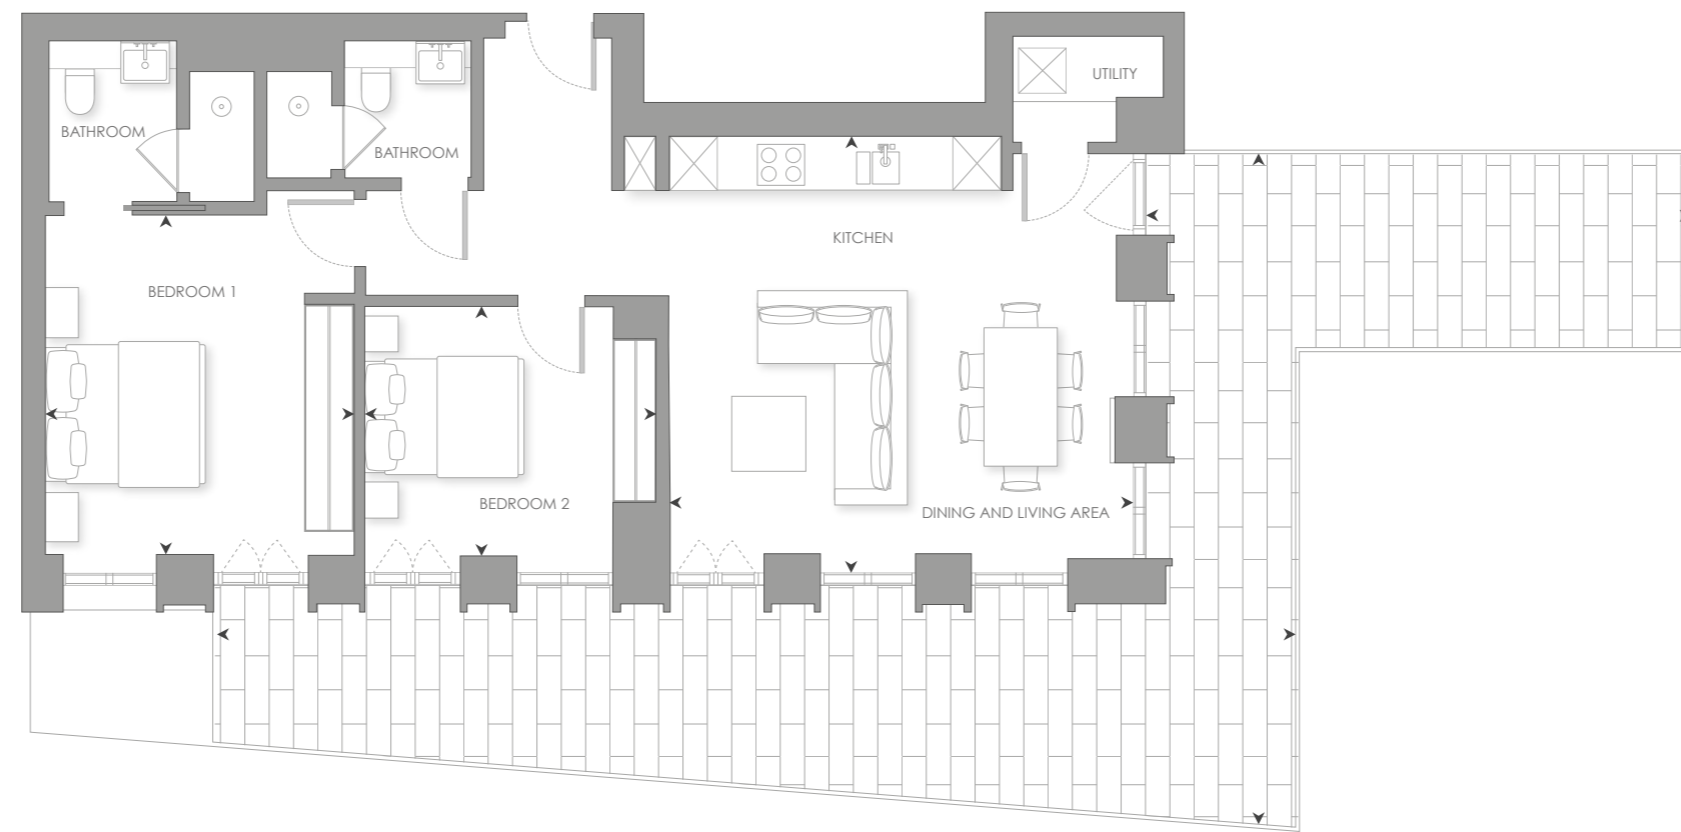 UTILITY
BATHROOM
BATHROOM
KITCHEN
BEDROOM 1
BEDROOM 2
DINING AND LIVING AREA